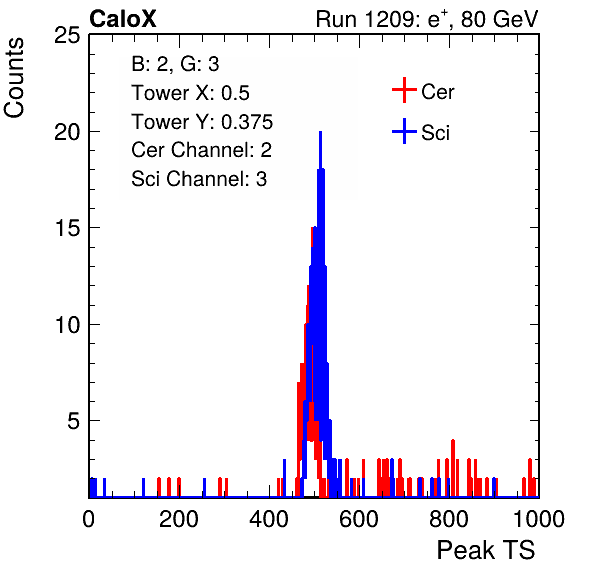 CaloX Run 1209: e⁺, 80 GeV
Counts
25
20
15
10
5
B: 2, G: 3
Tower X: 0.5
Tower Y: 0.375
Cer Channel: 2
Sci Channel: 3
Cer
Sci
0 200 400 600 800 1000
Peak TS